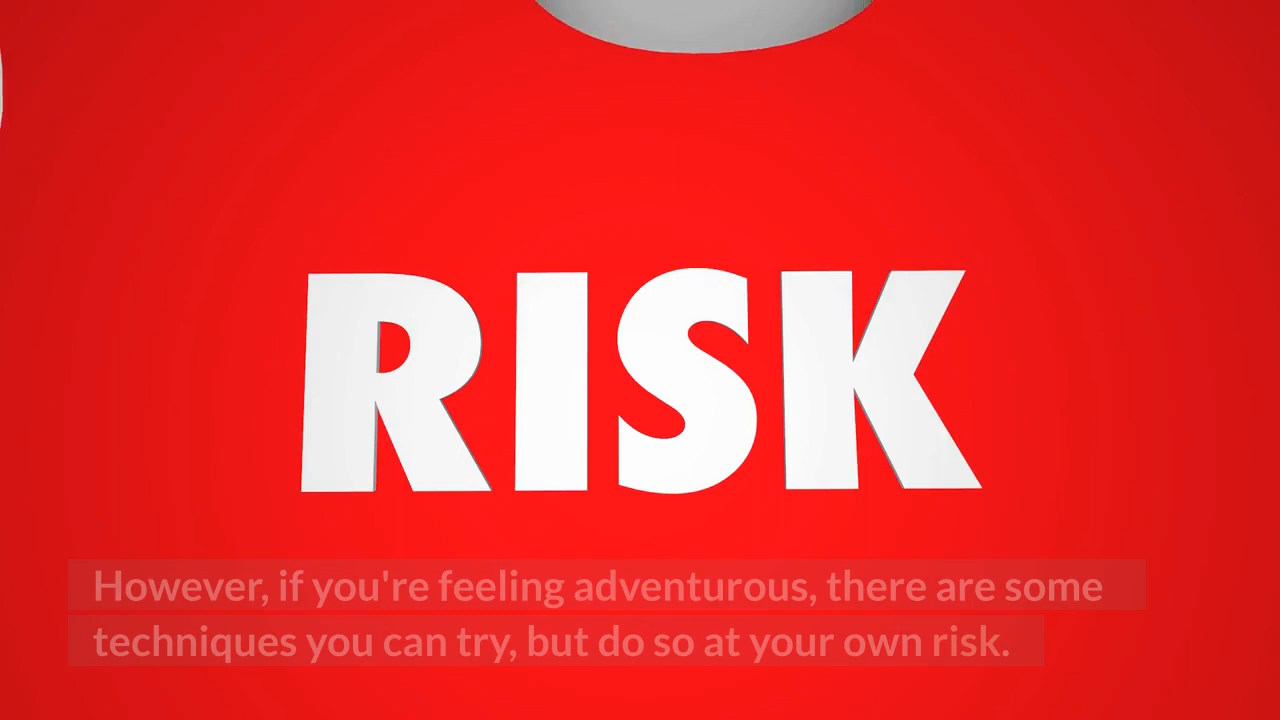 RISK
However, if you're feeling adventurous, there are some
techniques you can try, but do so at your own risk.